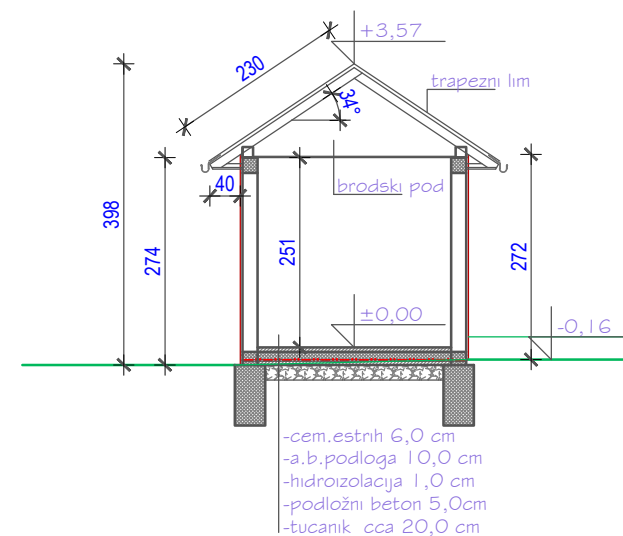 +3,57
230
trapezni lim
34°
40
brodski pod
398
274
251
272
±0,00
-0,16
-cem.estrih 6,0 cm
-a.b.podloga 10,0 cm
-hidroizolacija 1,0 cm
-podložni beton 5,0cm
-tucanik cca 20,0 cm